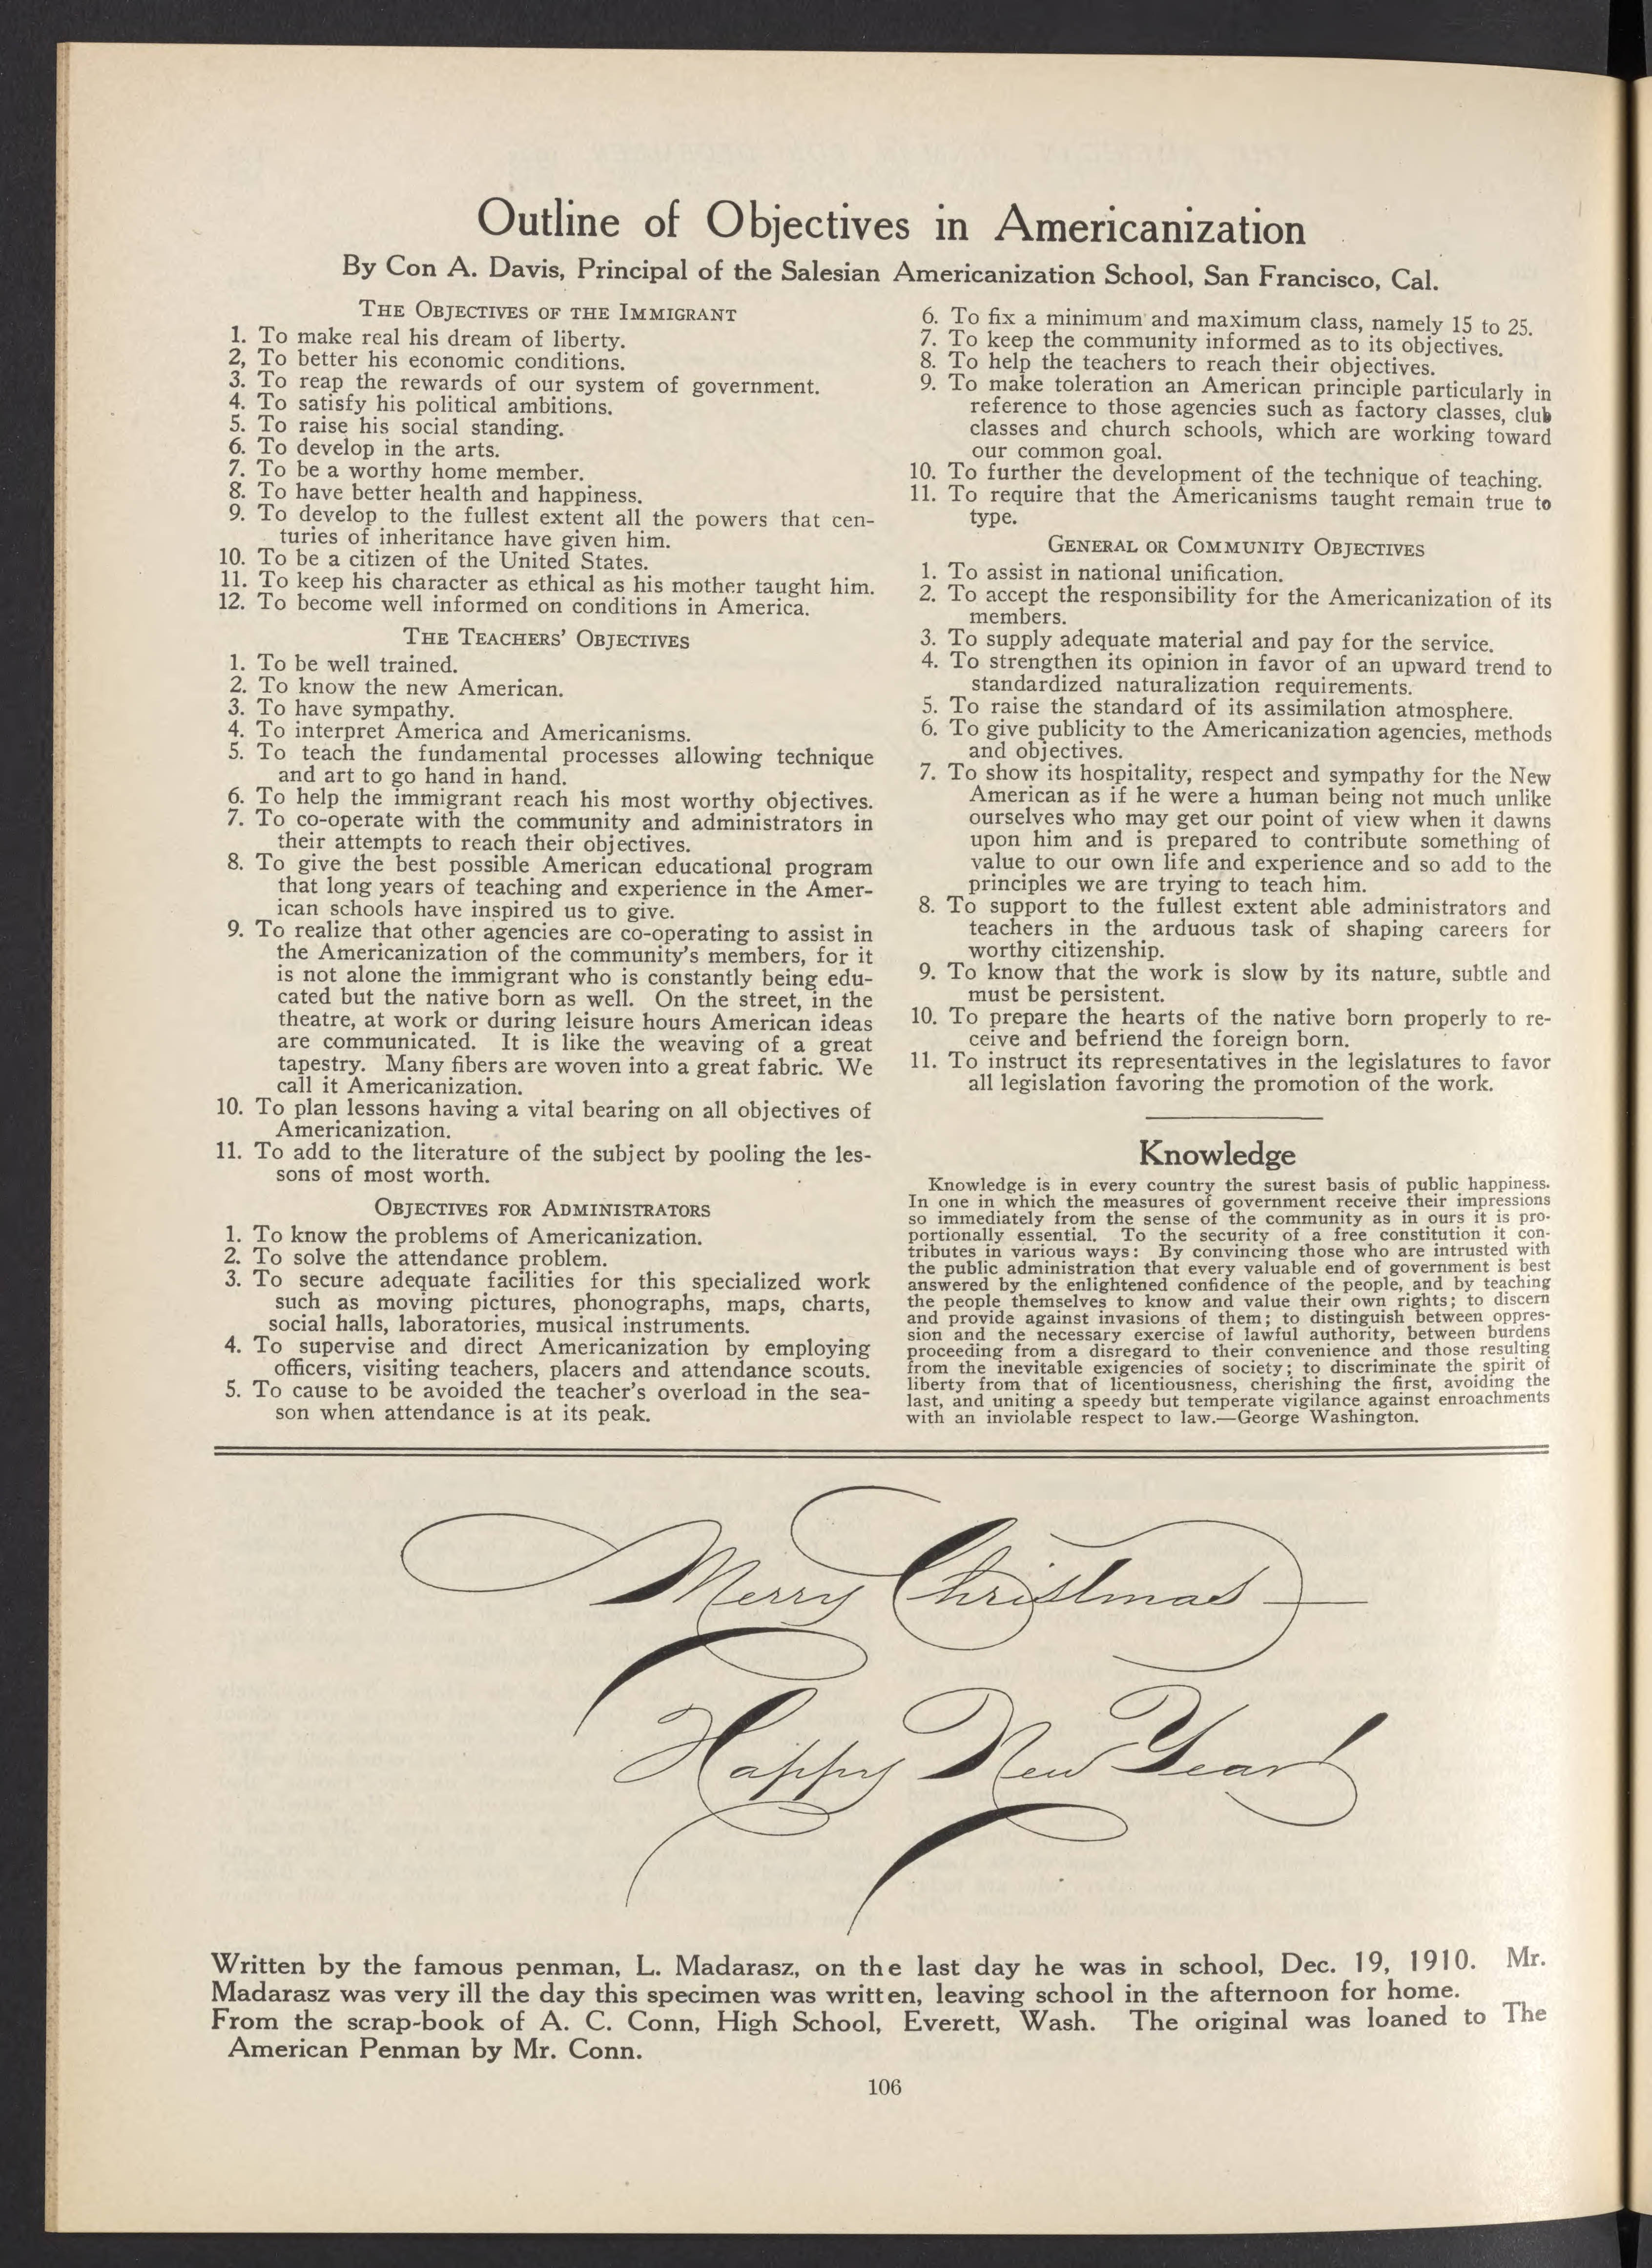 Outline of Objectives in Americanization
By Con A. Davis, Principal of the Salesian Americanization School, San Francisco, Cal.
THE OBJECTIVES OF THE IMMIGRANT
1. To make real his dream of liberty.
2, To better his economic conditions.
3. To reap the rewards of our system of government.
4. To satisfy his political ambitions.
5. To raise his social standing.
6. To develop in the arts.
7. To be a worthy home member.
8. To have better health and happiness.
9. To develop to the fullest extent all the powers that cen-
turies of inheritance have given him.
10. To be a citizen of the United States.
11. To keep his character as ethical as his mother taught him.
12. To become well informed on conditions in America.
THE TEACHERS' OBJECTIVES
1. To be well trained.
2. To know the new American.
3. To have sympathy.
4. To interpret America and Americanisms.
5. To teach the fundamental processes allowing technique
and art to go hand in hand.
6. To help the immigrant reach his most worthy objectives.
7. To co-operate with the community and administrators in
their attempts to reach their objectives.
8. To give the best possible American educational program
that long years of teaching and experience in the Amer-
ican schools have inspired us to give.
9. To realize that other agencies are co-operating to assist in
the Americanization of the community's members, for it
is not alone the immigrant who is constantly being edu-
cated but the native born as well. On the street, in the
theatre, at work or during leisure hours American ideas
are communicated. It is like the weaving of a great
tapestry. Many fibers are woven into a great fabric. We
call it Americanization.
10. To plan lessons having a vital bearing on all objectives of
Americanization.
11. To add to the literature of the subject by pooling the les-
sons of most worth.
OBJECTIVES FOR ADMINISTRATORS
1. To know the problems of Americanization.
2. To solve the attendance problem.
3. To secure adequate facilities for this specialized work
such as moving pictures, phonographs, maps, charts,
social halls, laboratories, musical instruments.
4. To supervise and direct Americanization by employing
officers, visiting teachers, placers and attendance scouts.
5. To cause to be avoided the teacher's overload in the sea-
son when attendance is at its peak.
6. To fix a minimum and maximum class, namely 15 to 25.
7. To keep the community informed as to its objectives.
8. To help the teachers to reach their objectives.
9. To make toleration an American principle particularly in
reference to those agencies such as factory classes, club
classes and church schools, which are working toward
our common goal.
10. To further the development of the technique of teaching.
11. To require that the Americanisms taught remain true to
type.
GENERAL OR COMMUNITY OBJECTIVES
1. To assist in national unification.
2. To accept the responsibility for the Americanization of its
members.
3. To supply adequate material and pay for the service.
4. To strengthen its opinion in favor of an upward trend to
standardized naturalization requirements.
5. To raise the standard of its assimilation atmosphere.
6. To give publicity to the Americanization agencies, methods
and objectives.
7. To show its hospitality, respect and sympathy for the New
American as if he were a human being not much unlike
ourselves who may get our point of view when it dawns
upon him and is prepared to contribute something of
value to our own life and experience and so add to the
principles we are trying to teach him.
8. To support to the fullest extent able administrators and
teachers in the arduous task of shaping careers for
worthy citizenship.
9. To know that the work is slow by its nature, subtle and
must be persistent.
10. To prepare the hearts of the native born properly to re-
ceive and befriend the foreign born.
11. To instruct its representatives in the legislatures to favor
all legislation favoring the promotion of the work.
Knowledge
Knowledge is in every country the surest basis of public happiness.
In one in which the measures of government receive their impressions
so immediately from the sense of the community as in ours it is pro-
portionally essential. To the security of a free constitution it con-
tributes in various ways: By convincing those who are intrusted with
the public administration that every valuable end of government is best
answered by the enlightened confidence of the people, and by teaching
the people themselves to know and value their own rights; to discern
and provide against invasions of them; to distinguish between oppres-
sion and the necessary exercise of lawful authority, between burdens
proceeding from a disregard to their convenience and those resulting
from the inevitable exigencies of society; to discriminate the spirit of
liberty from that of licentiousness, cherishing the first, avoiding the
last, and uniting a speedy but temperate vigilance against enroachments
with an inviolable respect to law.—George Washington.
Merry Christmas
Happy New Year!
Written by the famous penman, L. Madarasz, on the last day he was in school, Dec. 19, 1910. Mr.
Madarasz was very ill the day this specimen was written, leaving school in the afternoon for home.
From the scrap-book of A. C. Conn, High School, Everett, Wash. The original was loaned to The
American Penman by Mr. Conn.
106